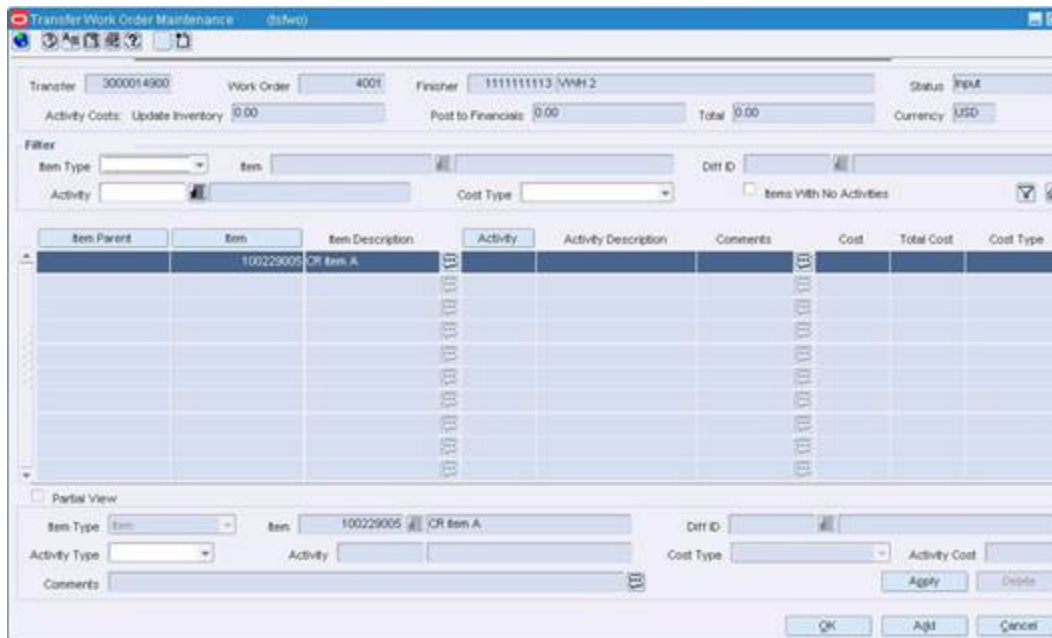 Transfer Work Order Maintenance (tsfwo)
Transfer 3000014900 Work Order 4001 Finisher 1111111113 VWH 2 Status Input
Activity Costs: Update Inventory 0.00 Post to Financials 0.00 Total 0.00 Currency USD
Filter
Item Type Item Diff ID
Activity Cost Type Items With No Activities
Item Parent Item Item Description Activity Activity Description Comments Cost Total Cost Cost Type
100229005 CR Item A
Partial View
Item Type Item Item 100229005 CR Item A Diff ID
Activity Type Activity Cost Type Activity Cost
Comments Apply Delete
OK Add Cancel